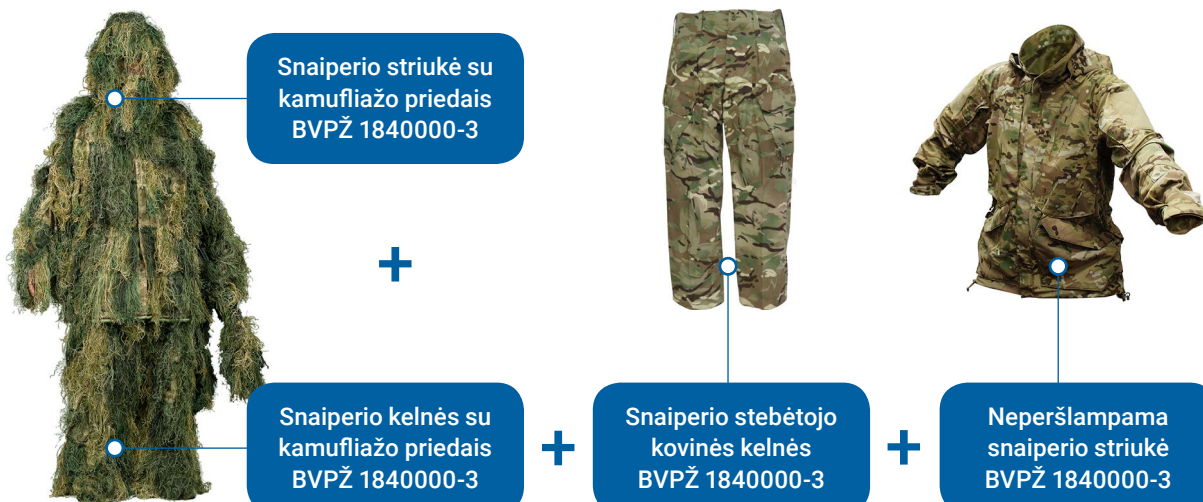 Snaiperio striukė su
kamufliažo priedais
BVPŽ 1840000-3
+
Snaiperio kelnės su
kamufliažo priedais
BVPŽ 1840000-3
+
Snaiperio stebėtojo
kovinės kelnės
BVPŽ 1840000-3
+
Neperšlampama
snaiperio striukė
BVPŽ 1840000-3